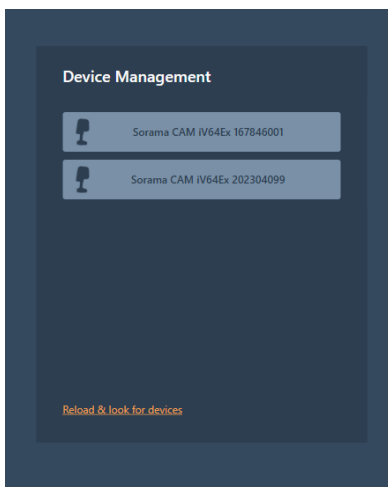 Device Management
Sorama CAM iV64Ex 167846001
Sorama CAM iV64Ex 202304099
Reload & look for devices